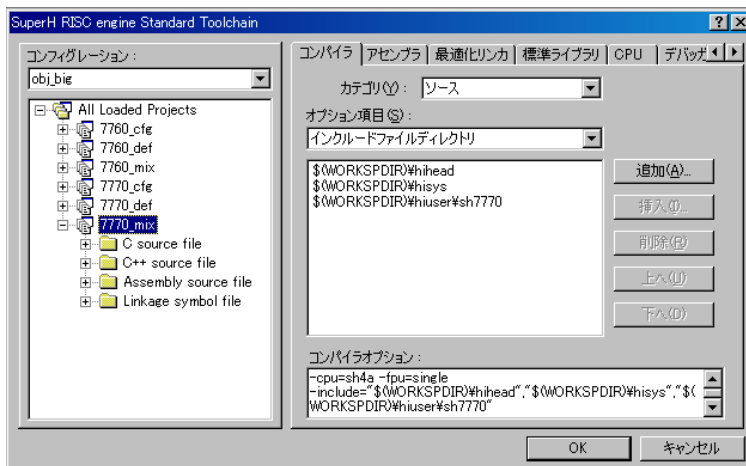 SuperH RISC engine Standard Toolchain
コンフィグレーション :
obj_big
All Loaded Projects
7760_cfg
7760_def
7760_mix
7770_cfg
7770_def
7770_mix
C source file
C++ source file
Assembly source file
Linkage symbol file
コンパイラ アセンブラ 最適化リンカ 標準ライブラリ CPU デバッガ
カテゴリ(Y) : ソース
オプション項目(S) :
インクルードファイルディレクトリ
$(WORKSPDIR)¥hihead
$(WORKSPDIR)¥hisys
$(WORKSPDIR)¥hiuser¥sh7770
追加(A)...
挿入(I)...
削除(R)
上へ(U)
下へ(D)
コンパイラオプション :
-cpu=sh4a -fpu=single
-include="$(WORKSPDIR)¥hihead","$(WORKSPDIR)¥hisys","$(
WORKSPDIR)¥hiuser¥sh7770"
OK キャンセル